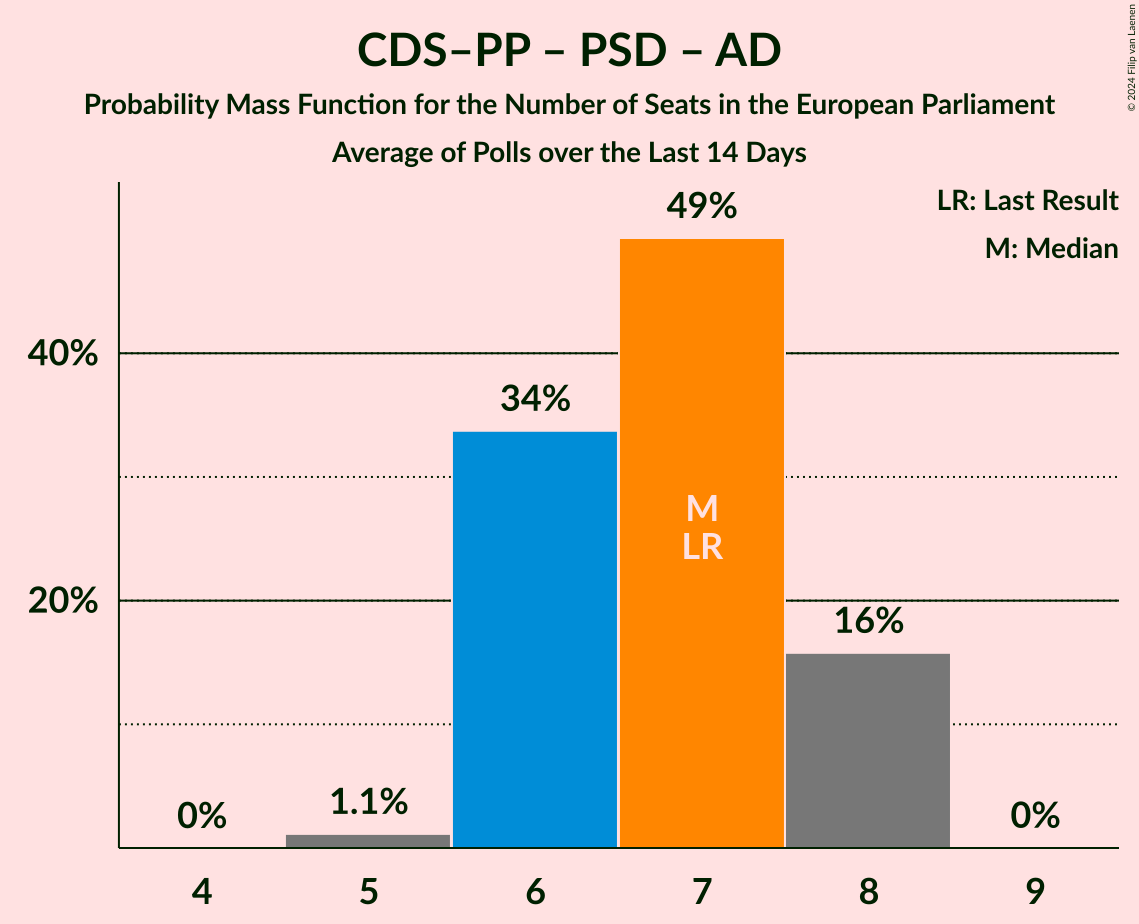 CDS–PP – PSD – AD
Probability Mass Function for the Number of Seats in the European Parliament
Average of Polls over the Last 14 Days
© 2024 Filip van Laenen
LR: Last Result
M: Median
49%
40%
34%
M
LR
20%
16%
1.1%
0%
0%
4
5
6
7
8
9